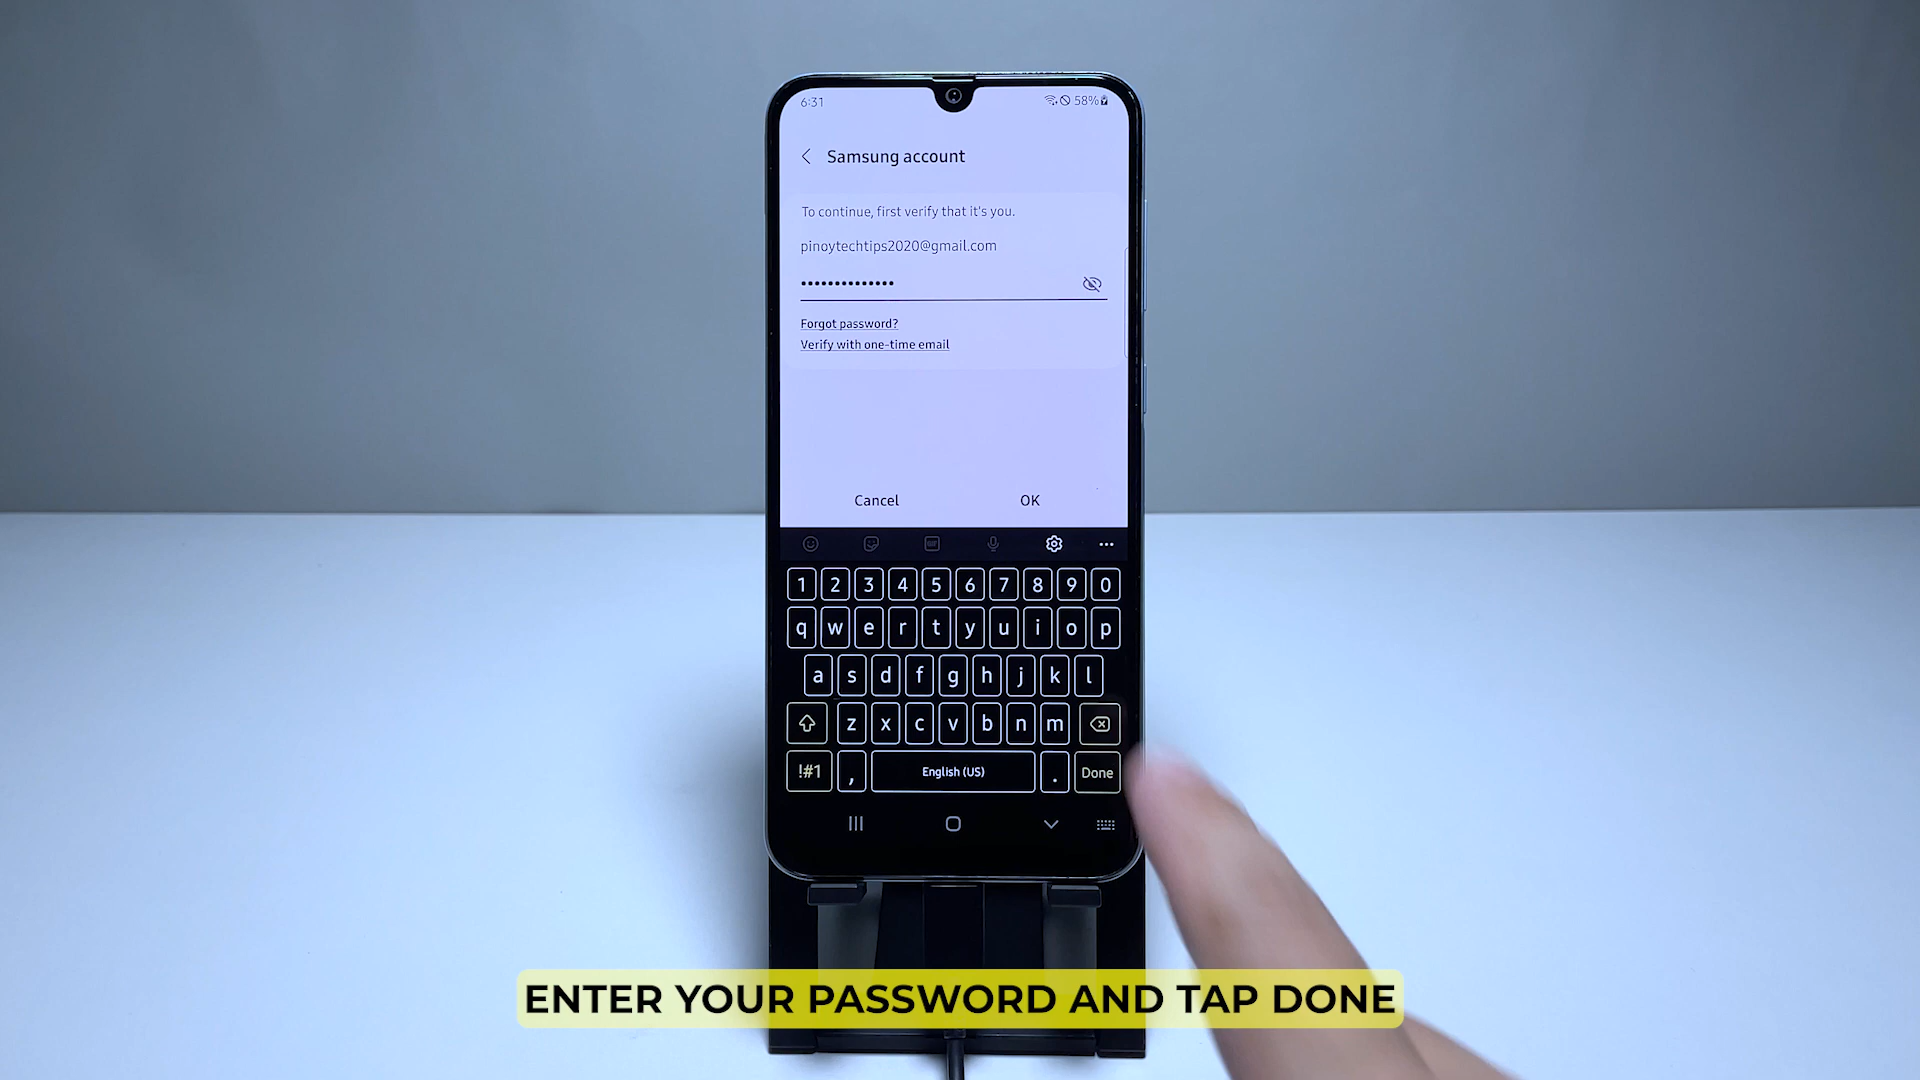 6:31
58%
Samsung account
To continue, first verify that it's you.
pinoytechtips2020@gmail.com
••••••••••••••
Forgot password?
Verify with one-time email
Cancel OK
1 2 3 4 5 6 7 8 9 0
q w e r t y u i o p
a s d f g h j k l
z x c v b n m
!#1 , English (US) . Done
ENTER YOUR PASSWORD AND TAP DONE